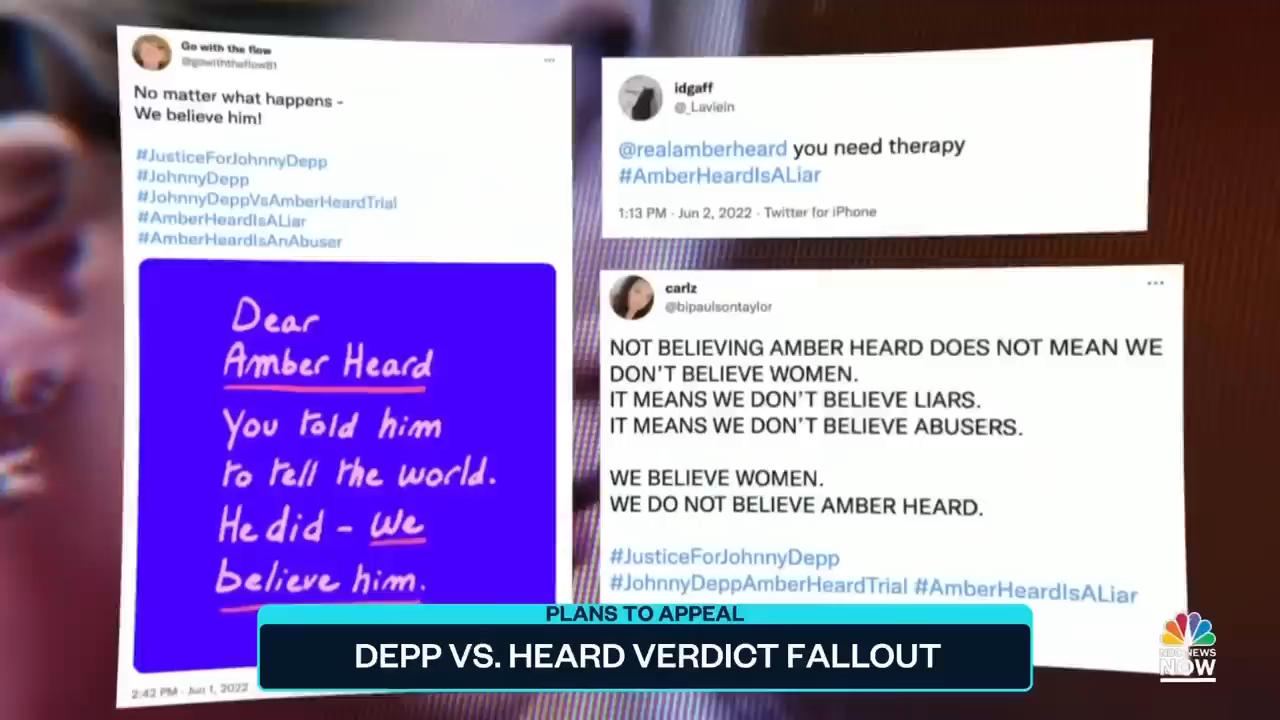 Go with the flow
@gowiththeflow81
No matter what happens -
We believe him!
#JusticeForJohnnyDepp
#JohnnyDepp
#JohnnyDeppVsAmberHeardTrial
#AmberHeardIsALiar
#AmberHeardIsAnAbuser
Dear
Amber Heard
You told him
to tell the world.
He did - we
believe him.
2:42 PM · Jun 1, 2022
idgaff
@_Laviein
@realamberheard you need therapy
#AmberHeardIsALiar
1:13 PM · Jun 2, 2022 · Twitter for iPhone
carlz
@bipaulsontaylor
NOT BELIEVING AMBER HEARD DOES NOT MEAN WE
DON'T BELIEVE WOMEN.
IT MEANS WE DON'T BELIEVE LIARS.
IT MEANS WE DON'T BELIEVE ABUSERS.
WE BELIEVE WOMEN.
WE DO NOT BELIEVE AMBER HEARD.
#JusticeForJohnnyDepp
#JohnnyDeppAmberHeardTrial #AmberHeardIsALiar
PLANS TO APPEAL
DEPP VS. HEARD VERDICT FALLOUT
NBC NEWS
NOW